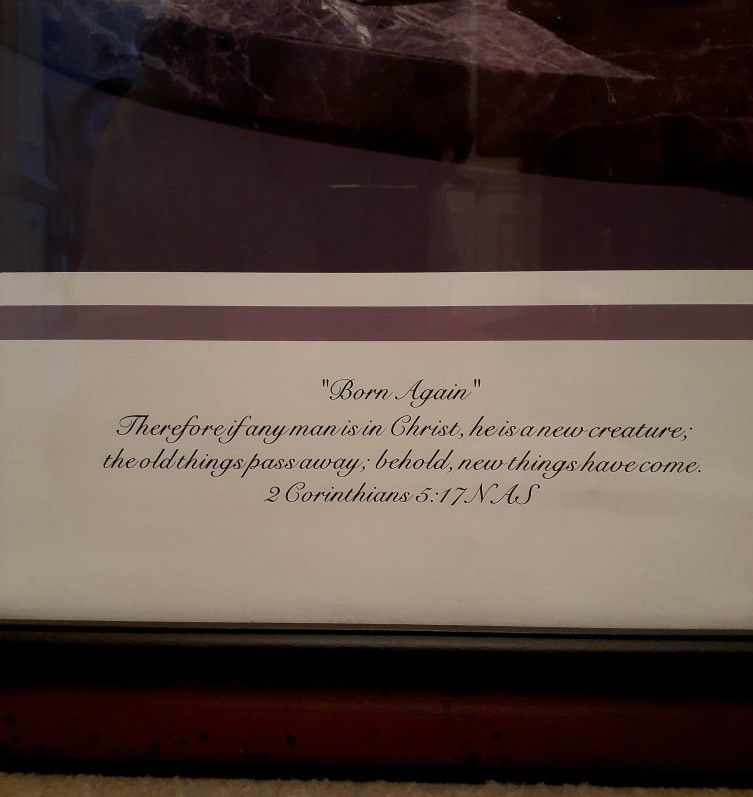 "Born Again"
Therefore if any man is in Christ, he is a new creature;
the old things pass away; behold, new things have come.
2 Corinthians 5:17 NAS